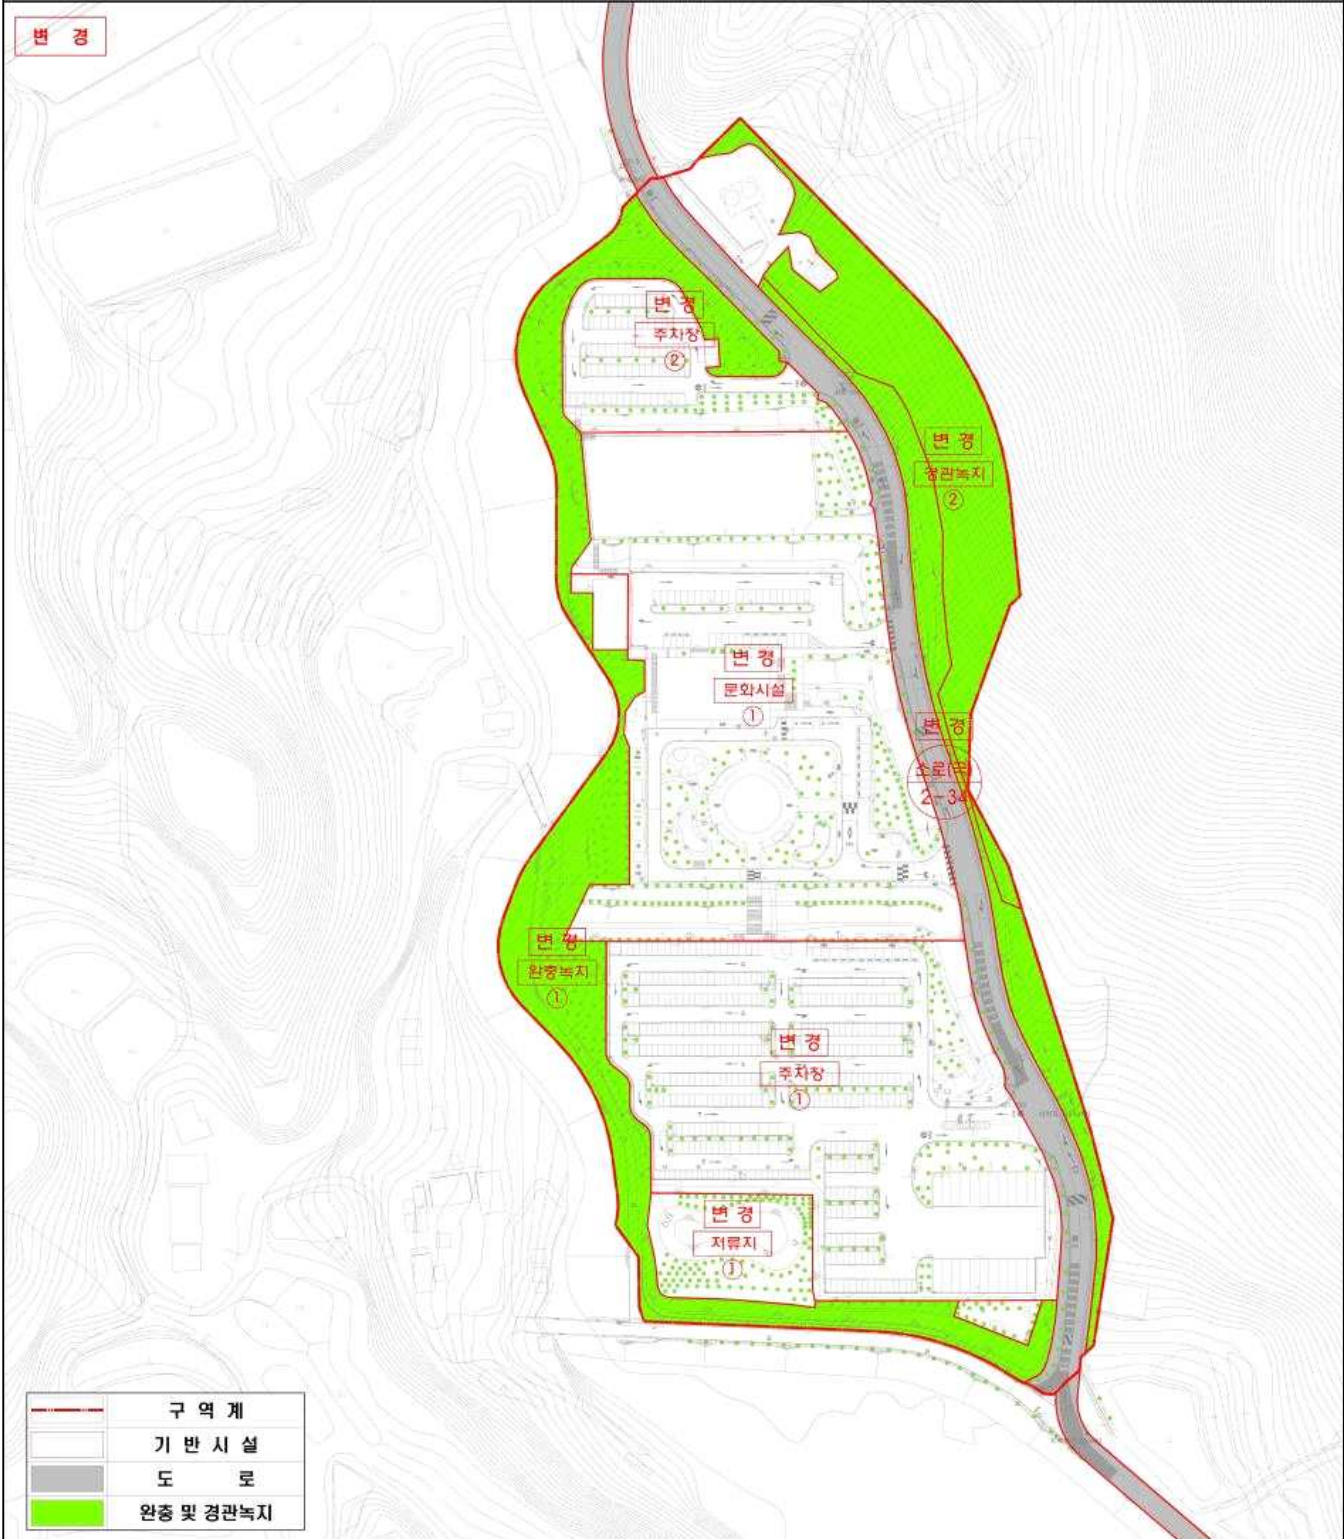 변 경
변 경
주차장
②
변 경
경관녹지
②
변 경
문화시설
①
변 경
소로(국)
2-34
변 경
완충녹지
①
변 경
주차장
①
변 경
저류지
①
구 역 계
기 반 시 설
도 로
완충 및 경관녹지